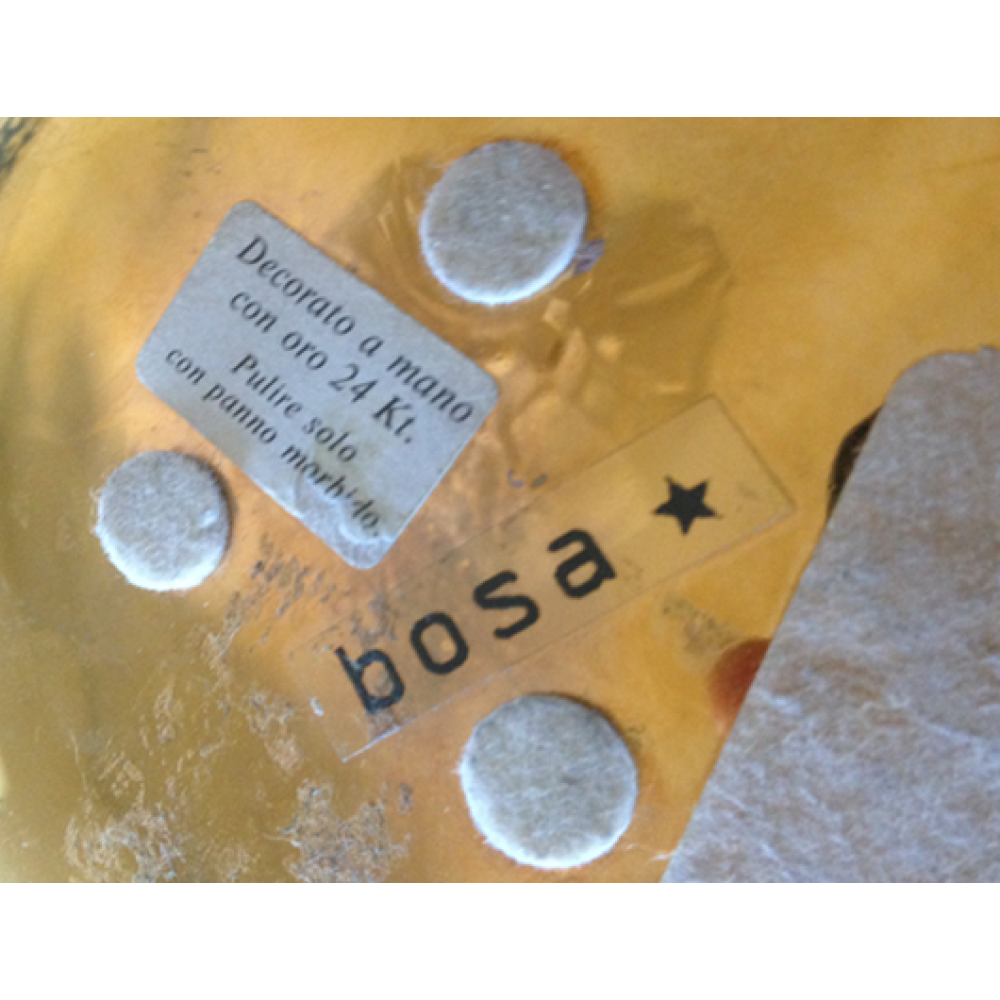 Decorato a mano
con oro 24 Kt.
Pulire solo
con panno morbido.
bosa ★